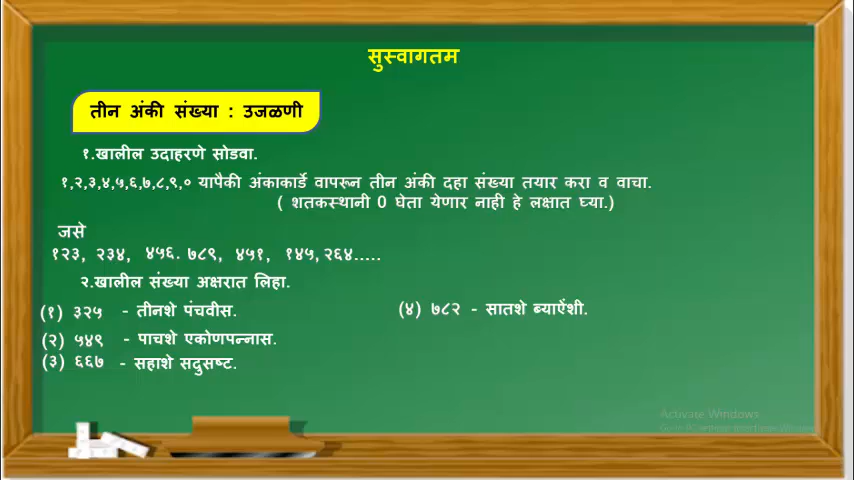 सुस्वागतम
तीन अंकी संख्या : उजळणी
१.खालील उदाहरणे सोडवा.
१,२,३,४,५,६,७,८,९,० यापैकी अंकाकार्डे वापरून तीन अंकी दहा संख्या तयार करा व वाचा.
( शतकस्थानी 0 घेता येणार नाही हे लक्षात घ्या.)
जसे
१२३, २३४, ४५६. ७८९, ४५१, १४५, २६४.....
२.खालील संख्या अक्षरात लिहा.
(१) ३२५ - तीनशे पंचवीस.
(४) ७८२ - सातशे ब्याऐंशी.
(२) ५४९ - पाचशे एकोणपन्नास.
(३) ६६७ - सहाशे सदुसष्ट.
Activate Windows